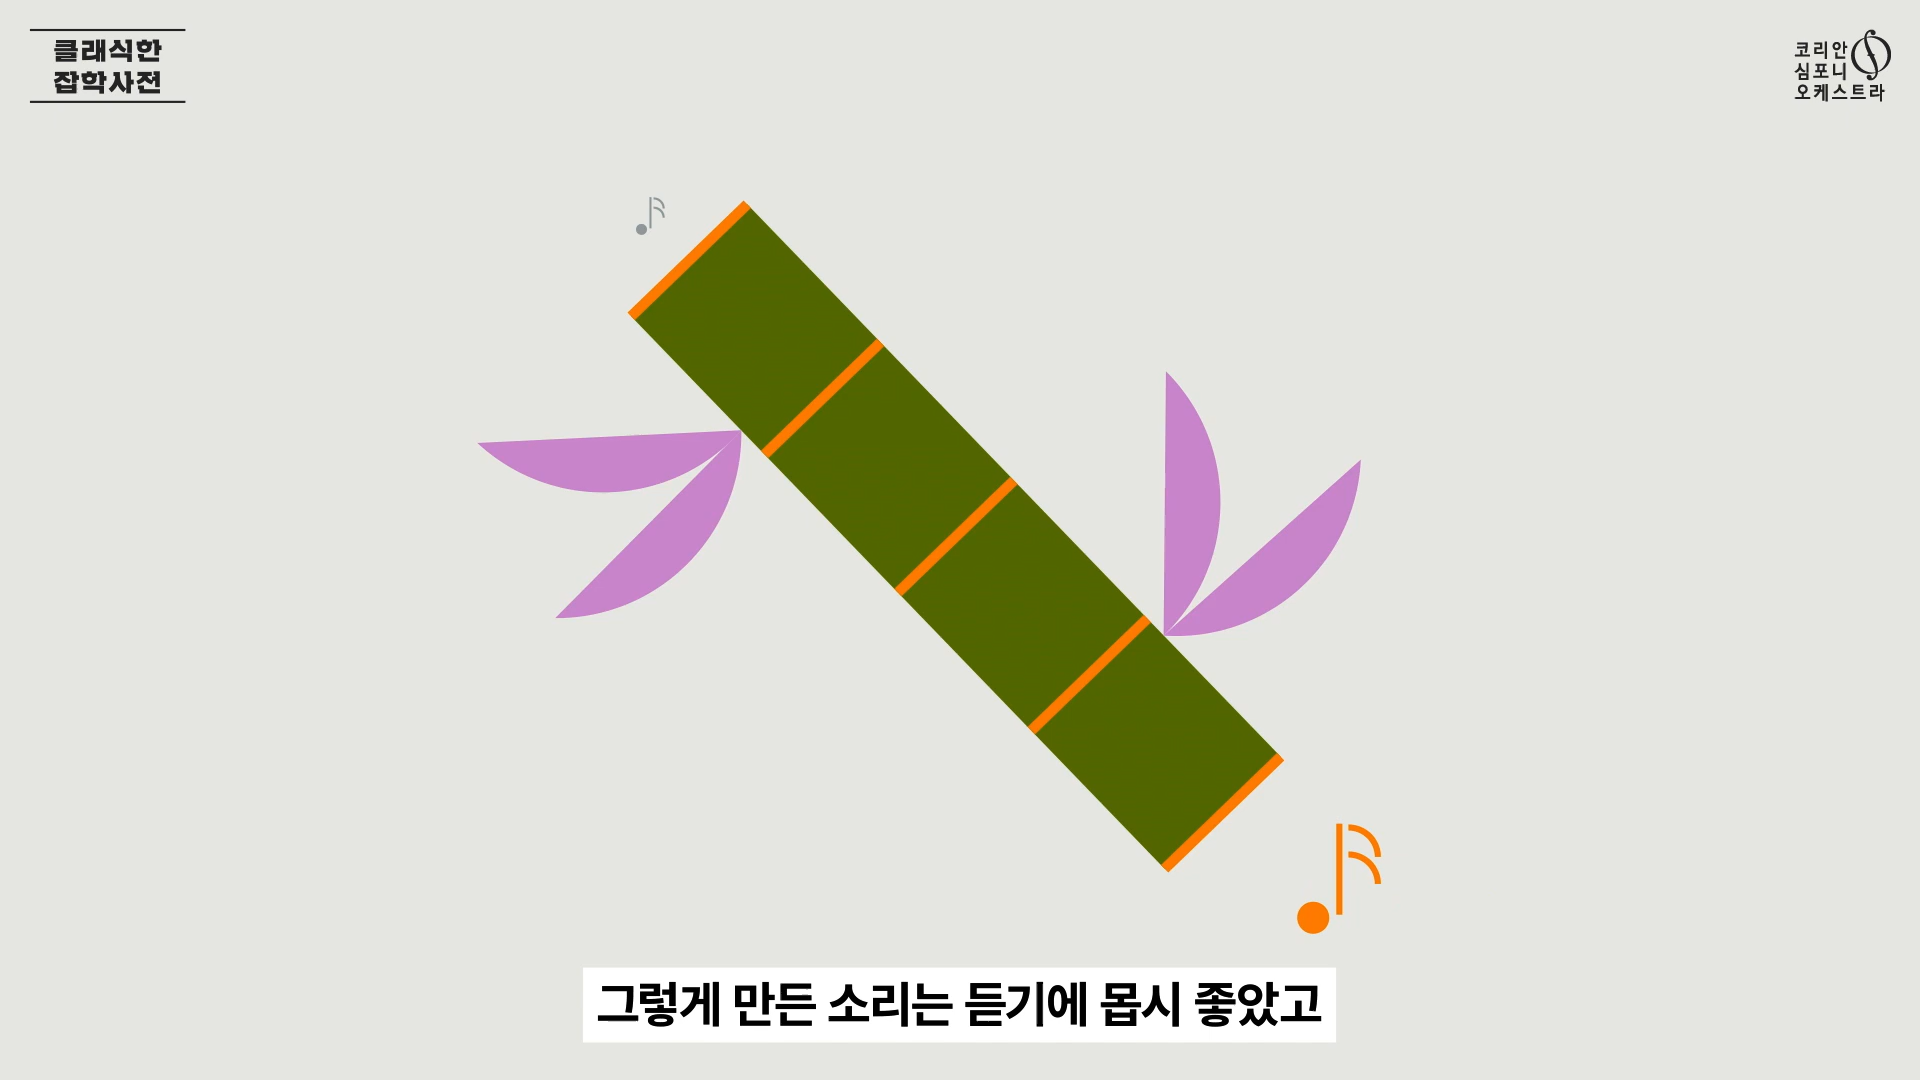 클래식한
잡학사전
코리안
심포니
오케스트라
그렇게 만든 소리는 듣기에 몹시 좋았고